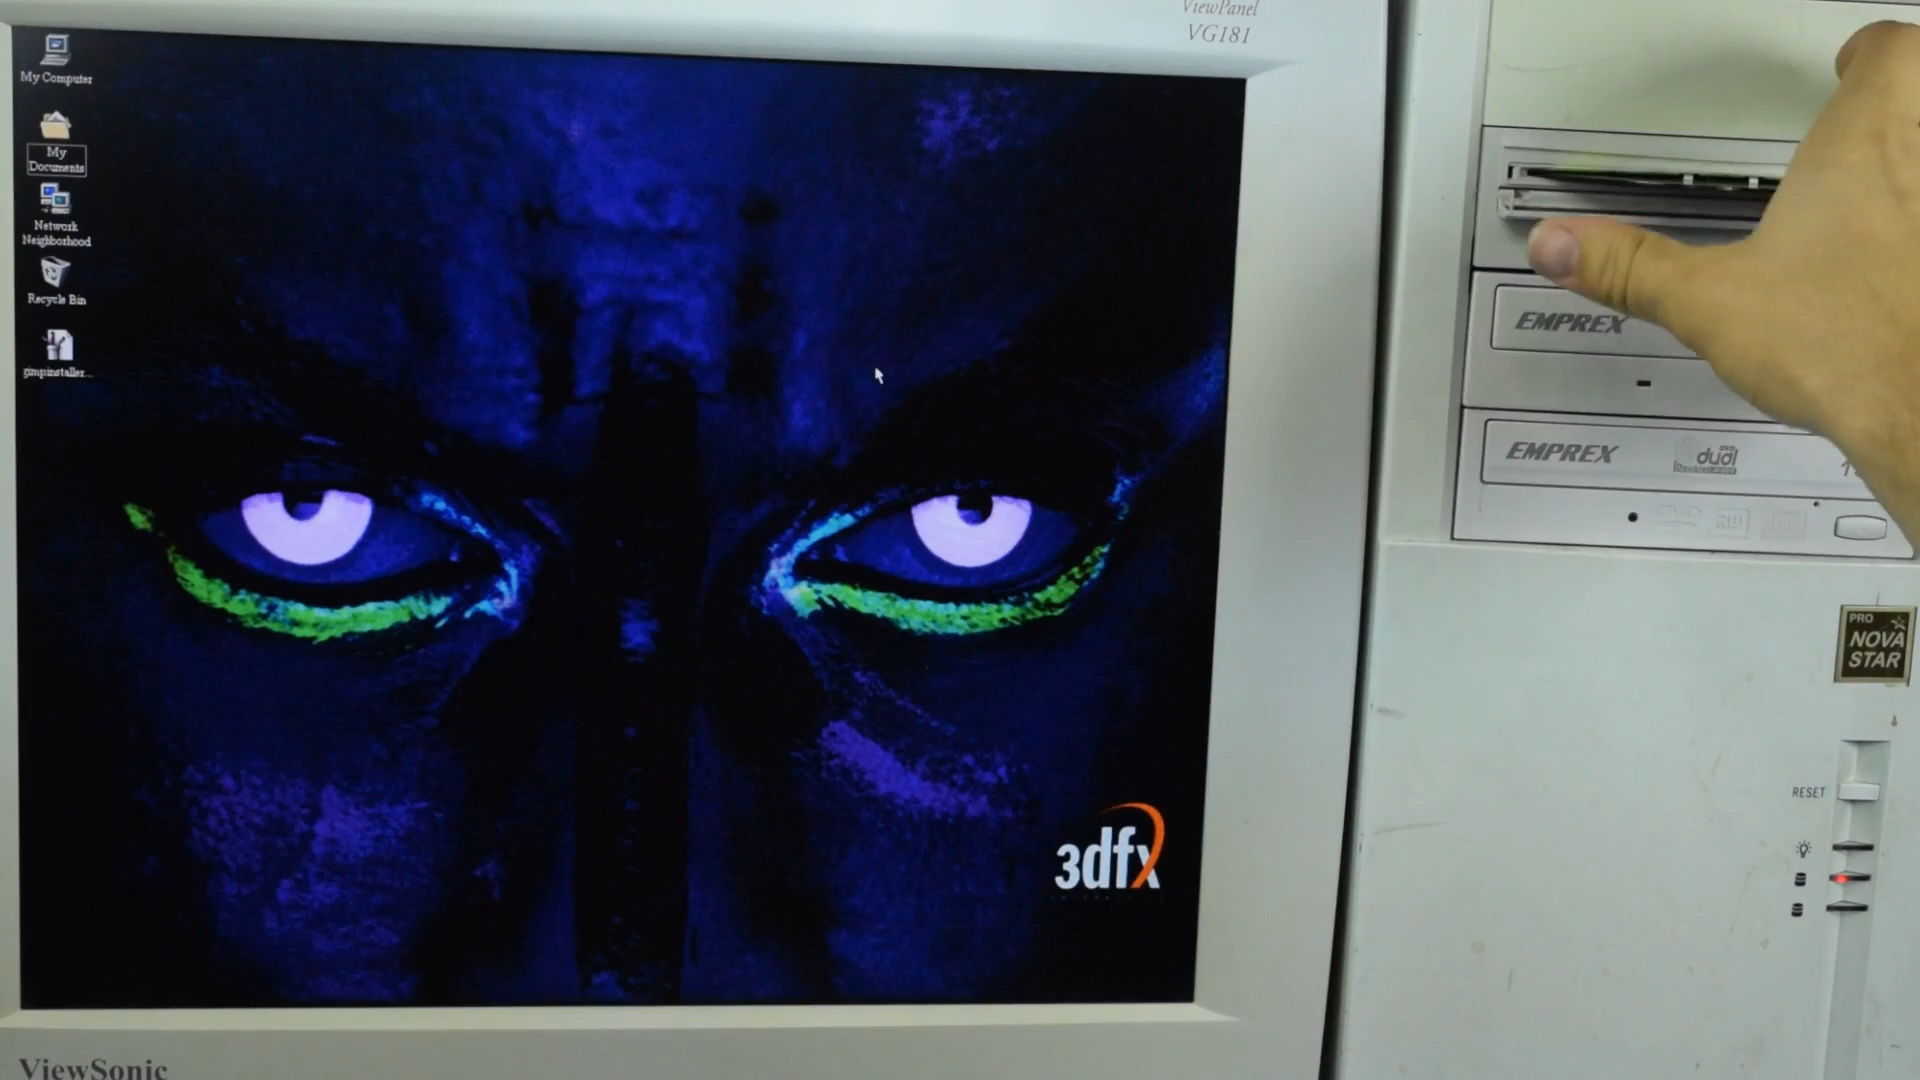 ViewPanel
VG181
My Computer
My
Documents
Network
Neighborhood
Recycle Bin
gimpinstaller...
3dfx
ViewSonic
EMPREX
EMPREX
dual
PRO
NOVA
STAR
RESET